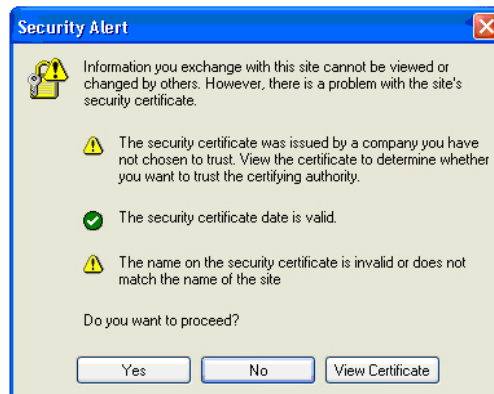 Security Alert
Information you exchange with this site cannot be viewed or
changed by others. However, there is a problem with the site's
security certificate.
The security certificate was issued by a company you have
not chosen to trust. View the certificate to determine whether
you want to trust the certifying authority.
The security certificate date is valid.
The name on the security certificate is invalid or does not
match the name of the site
Do you want to proceed?
Yes No View Certificate